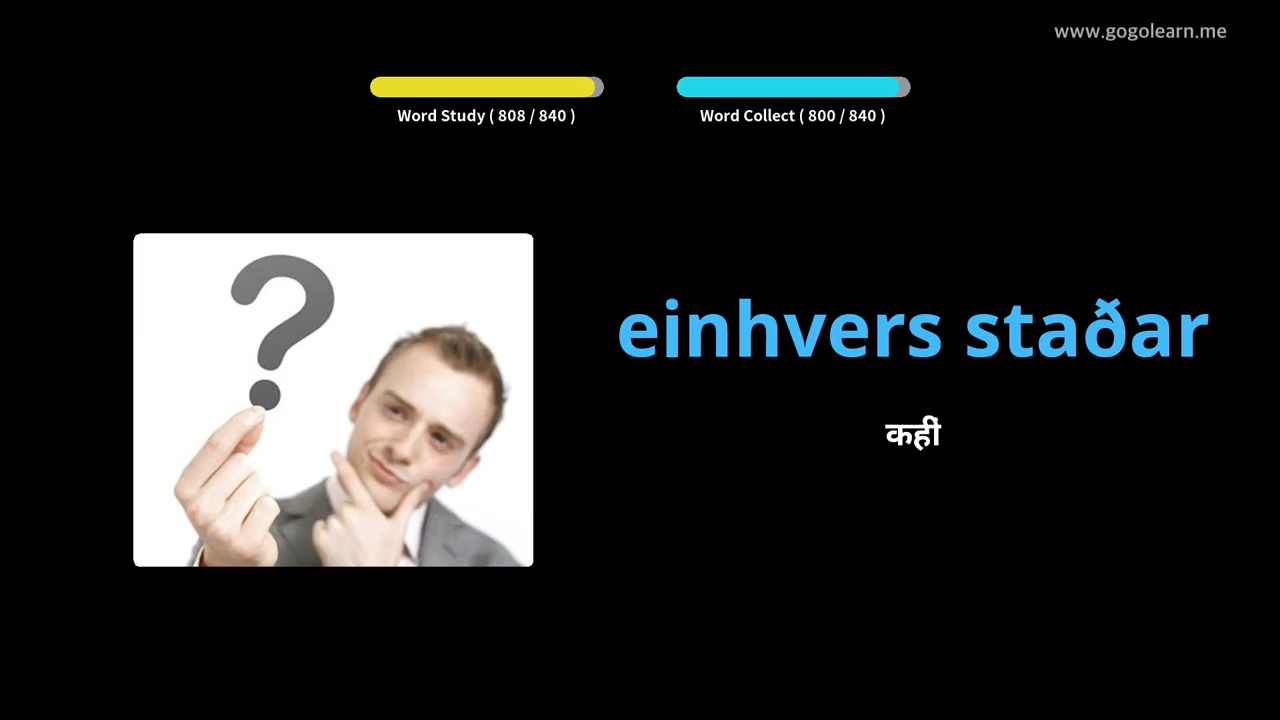 www.gogolearn.me
Word Study ( 808 / 840 )
Word Collect ( 800 / 840 )
einhvers staðar
कहीं